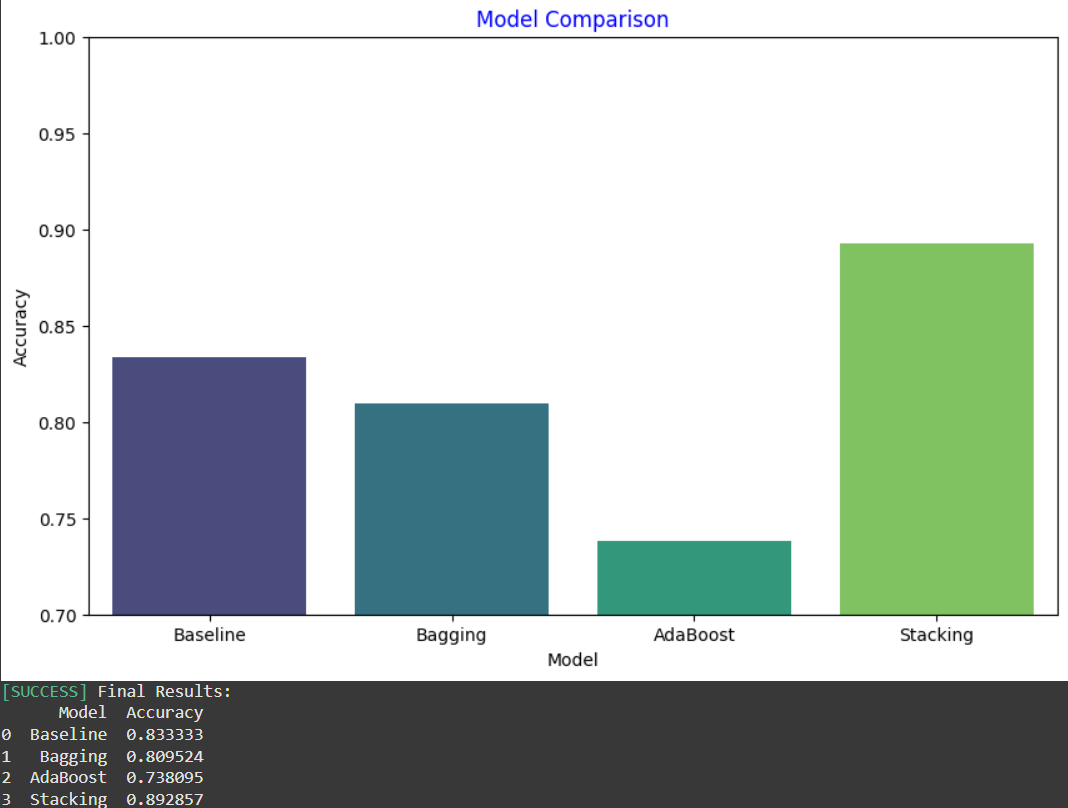 Model Comparison
1.00
0.95
0.90
0.85
0.80
0.75
0.70
Accuracy
Baseline Bagging AdaBoost Stacking
Model
[SUCCESS] Final Results:
Model Accuracy
0 Baseline 0.833333
1 Bagging 0.809524
2 AdaBoost 0.738095
3 Stacking 0.892857